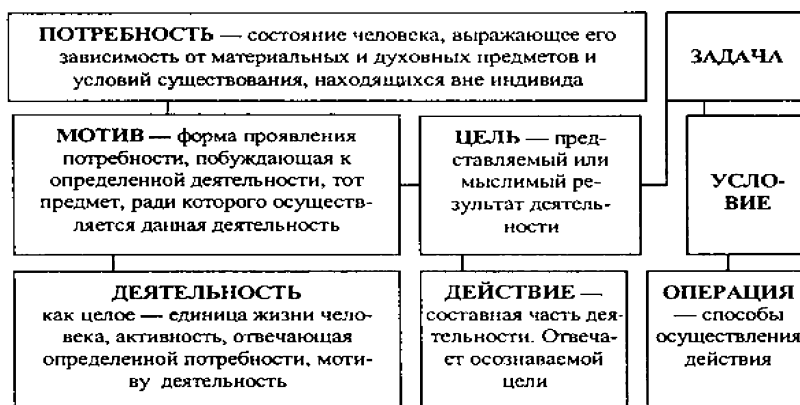 ПОТРЕБНОСТЬ — состояние человека, выражающее его
зависимость от материальных и духовных предметов и
условий существования, находящихся вне индивида
ЗАДАЧА
МОТИВ — форма проявления
потребности, побуждающая к
определенной деятельности, тот
предмет, ради которого осуществ-
ляется данная деятельность
ЦЕЛЬ — пред-
ставляемый или
мыслимый ре-
зультат деятель-
ности
УСЛО-
ВИЕ
ДЕЯТЕЛЬНОСТЬ
как целое — единица жизни чело-
века, активность, отвечающая
определенной потребности, моти-
ву деятельность
ДЕЙСТВИЕ —
составная часть дея-
тельности. Отвеча-
ет осознаваемой
цели
ОПЕРАЦИЯ
— способы
осуществления
действия